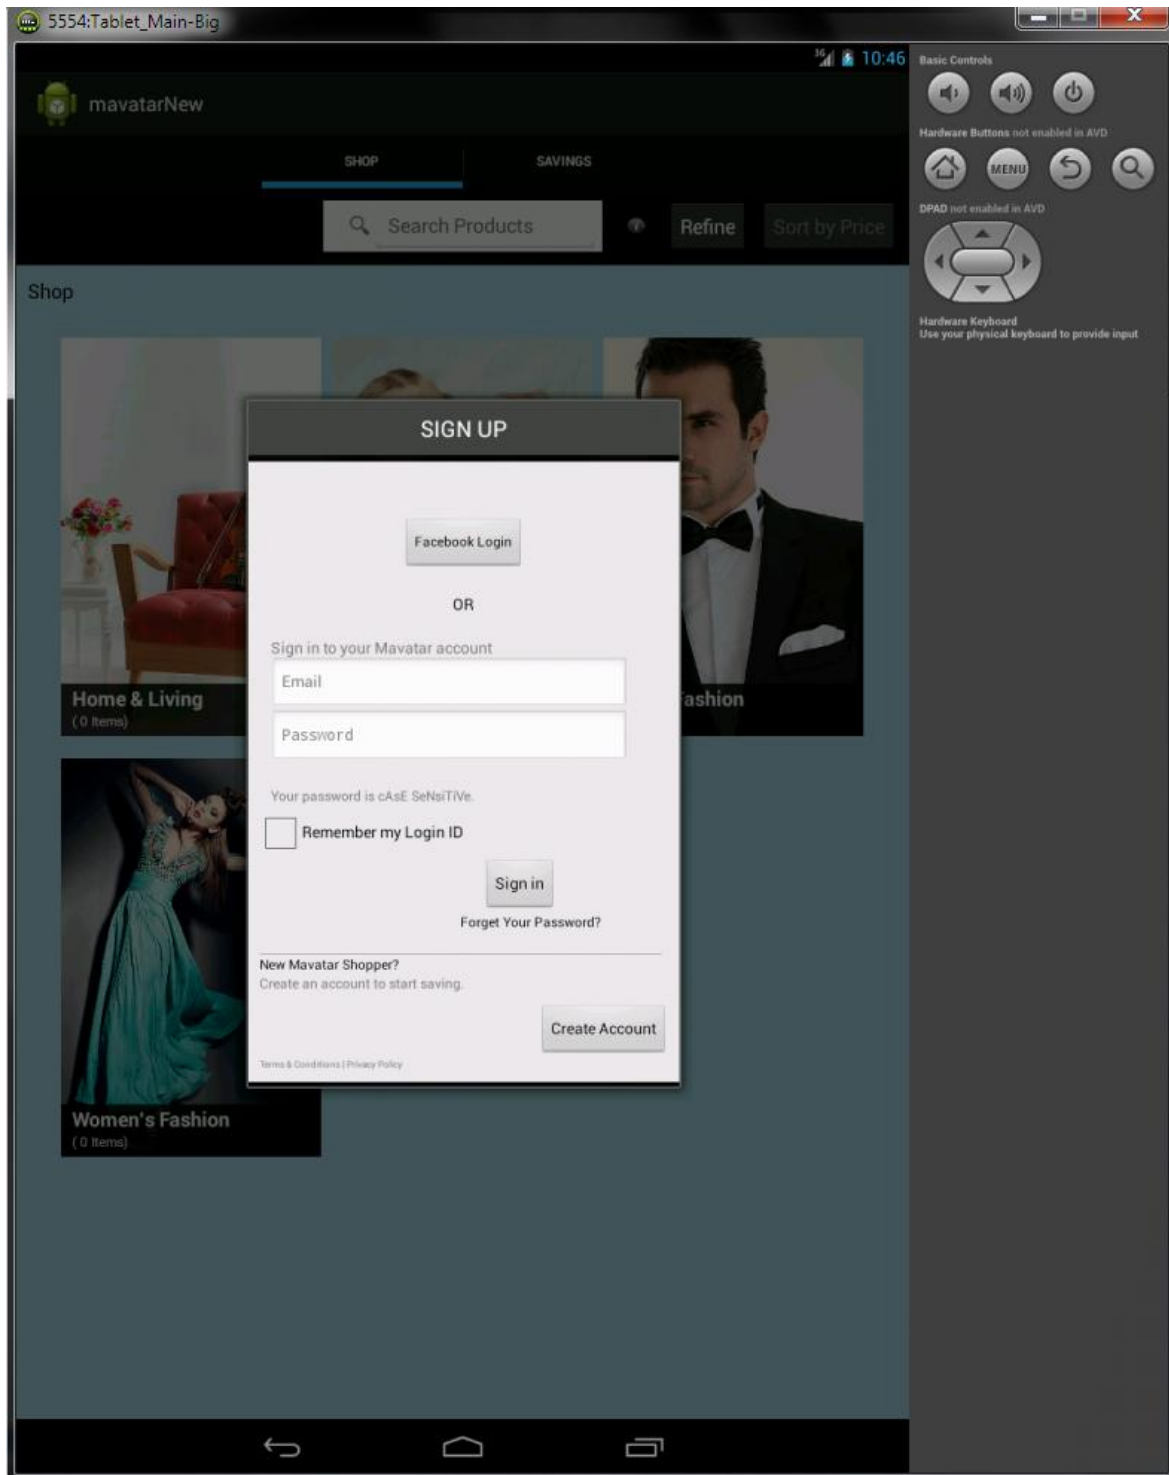 5554:Tablet_Main-Big
3G 10:46
mavatarNew
SHOP SAVINGS
Search Products Refine Sort by Price
Shop
SIGN UP
Facebook Login
OR
Sign in to your Mavatar account
Email
Password
Your password is cAsE SeNsiTiVe.
Remember my Login ID
Sign in
Forget Your Password?
New Mavatar Shopper?
Create an account to start saving.
Create Account
Terms & Conditions | Privacy Policy
Home & Living
( 0 Items)
ashion
Women's Fashion
( 0 Items)
Basic Controls
Hardware Buttons not enabled in AVD
MENU
DPAD not enabled in AVD
Hardware Keyboard
Use your physical keyboard to provide input